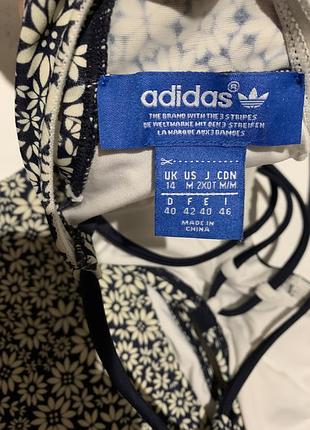 adidas®
THE BRAND WITH THE 3 STRIPES
DIE WELTMARKE MIT DEN 3 STREIFEN
LA MARQUE AUX 3 BANDES
UK US J CDN
14 M 2XOT M/M
D F E I
40 42 40 46
MADE IN
CHINA